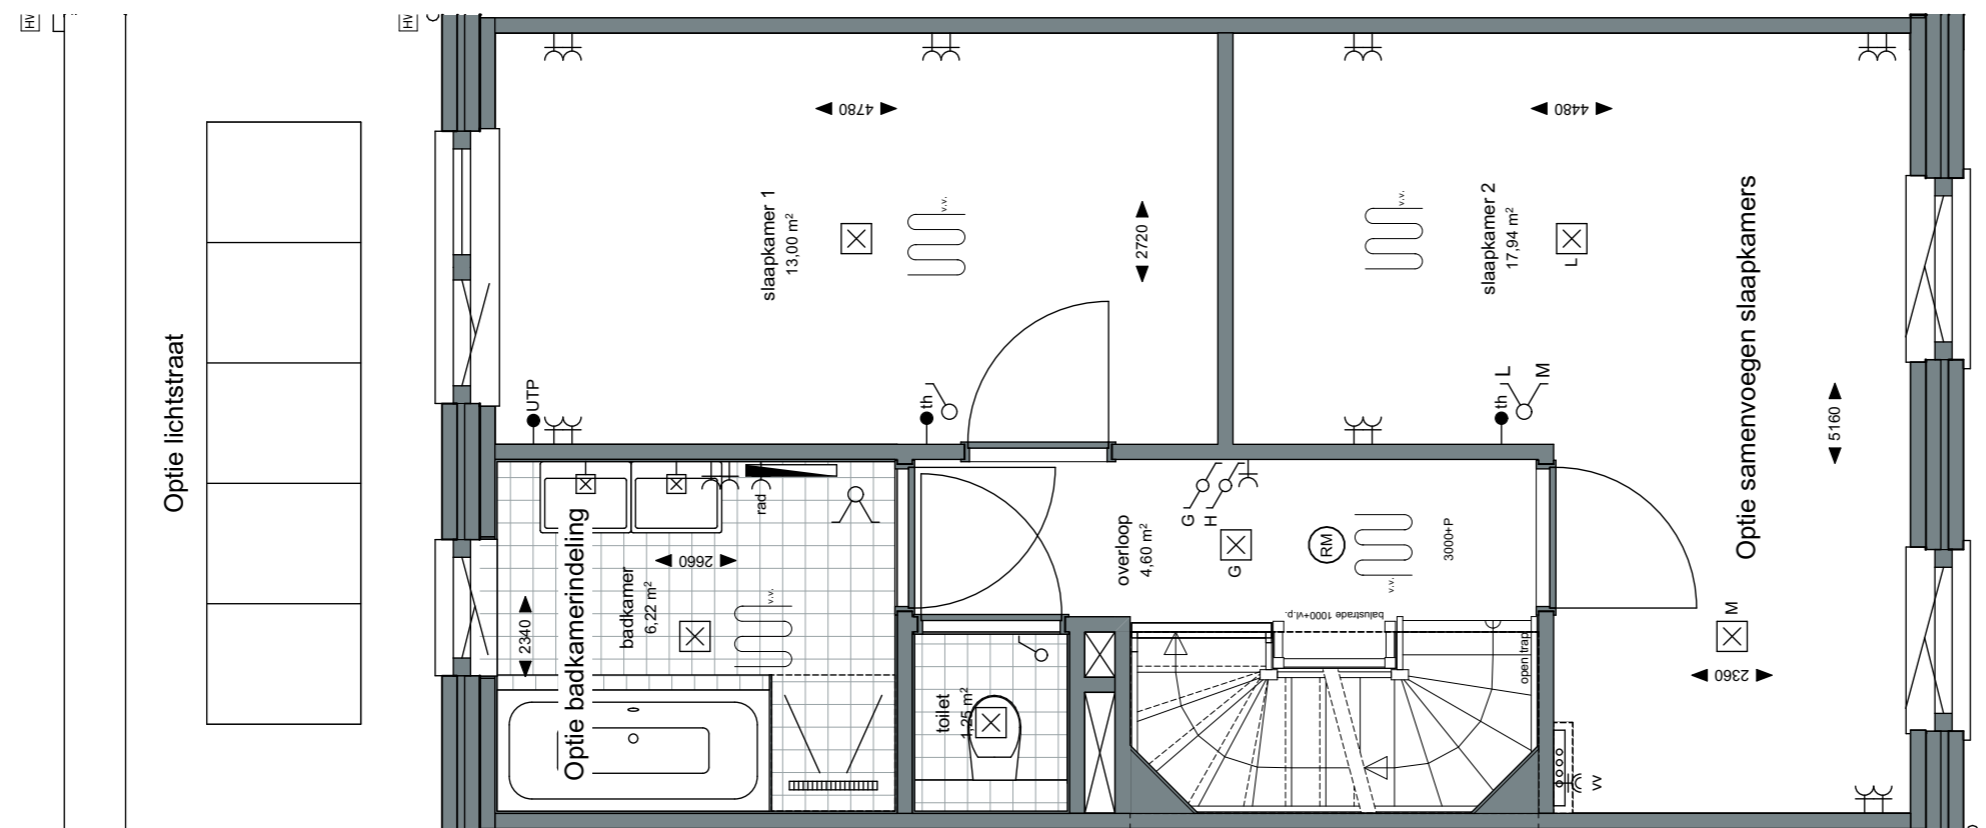 HV
HV
Optie lichtstraat
4780
slaapkamer 1
13,00 m²
v.v.
2720
UTP
th
4480
slaapkamer 2
17,94 m²
v.v.
L
th
L
M
5160
Optie samenvoegen slaapkamers
rad
2660
2340
badkamer
6,22 m²
v.v.
Optie badkamerindeling
toilet
1,25 m²
overloop
4,60 m²
G
H
G
RM
v.v.
3000+P
balustrade 1000+vl.p.
open trap
M
2360
W